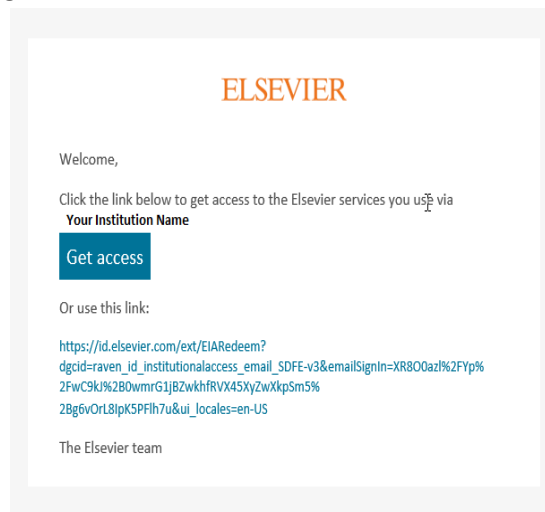 ELSEVIER
Welcome,
Click the link below to get access to the Elsevier services you use via
Your Institution Name
Get access
Or use this link:
https://id.elsevier.com/ext/EIARedeem?
dgcid=raven_id_institutionalaccess_email_SDFE-v3&emailSignIn=XR8O0azl%2FYp%
2FwC9kJ%2B0wmrG1jBZwkhfRVX45XyZwXkpSm5%
2Bg6vOrL8IpK5PFlh7u&ui_locales=en-US
The Elsevier team